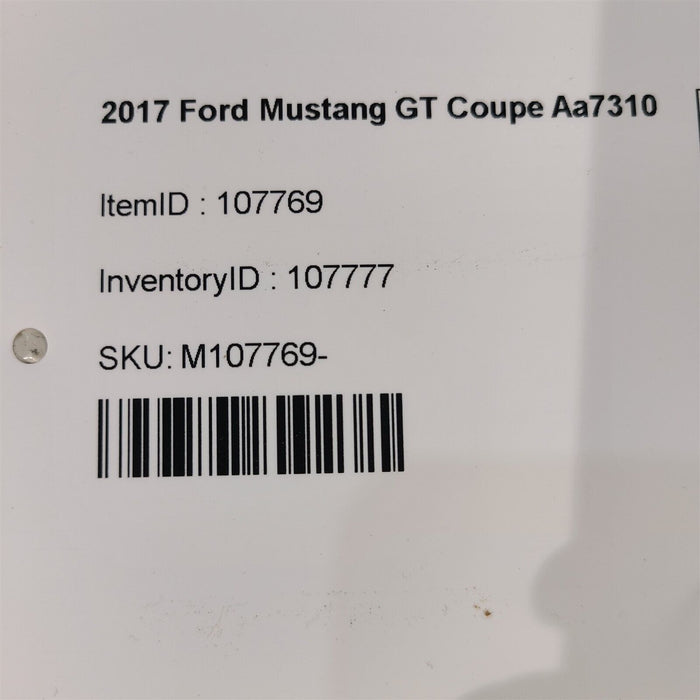 2017 Ford Mustang GT Coupe Aa7310
ItemID : 107769
InventoryID : 107777
SKU: M107769-